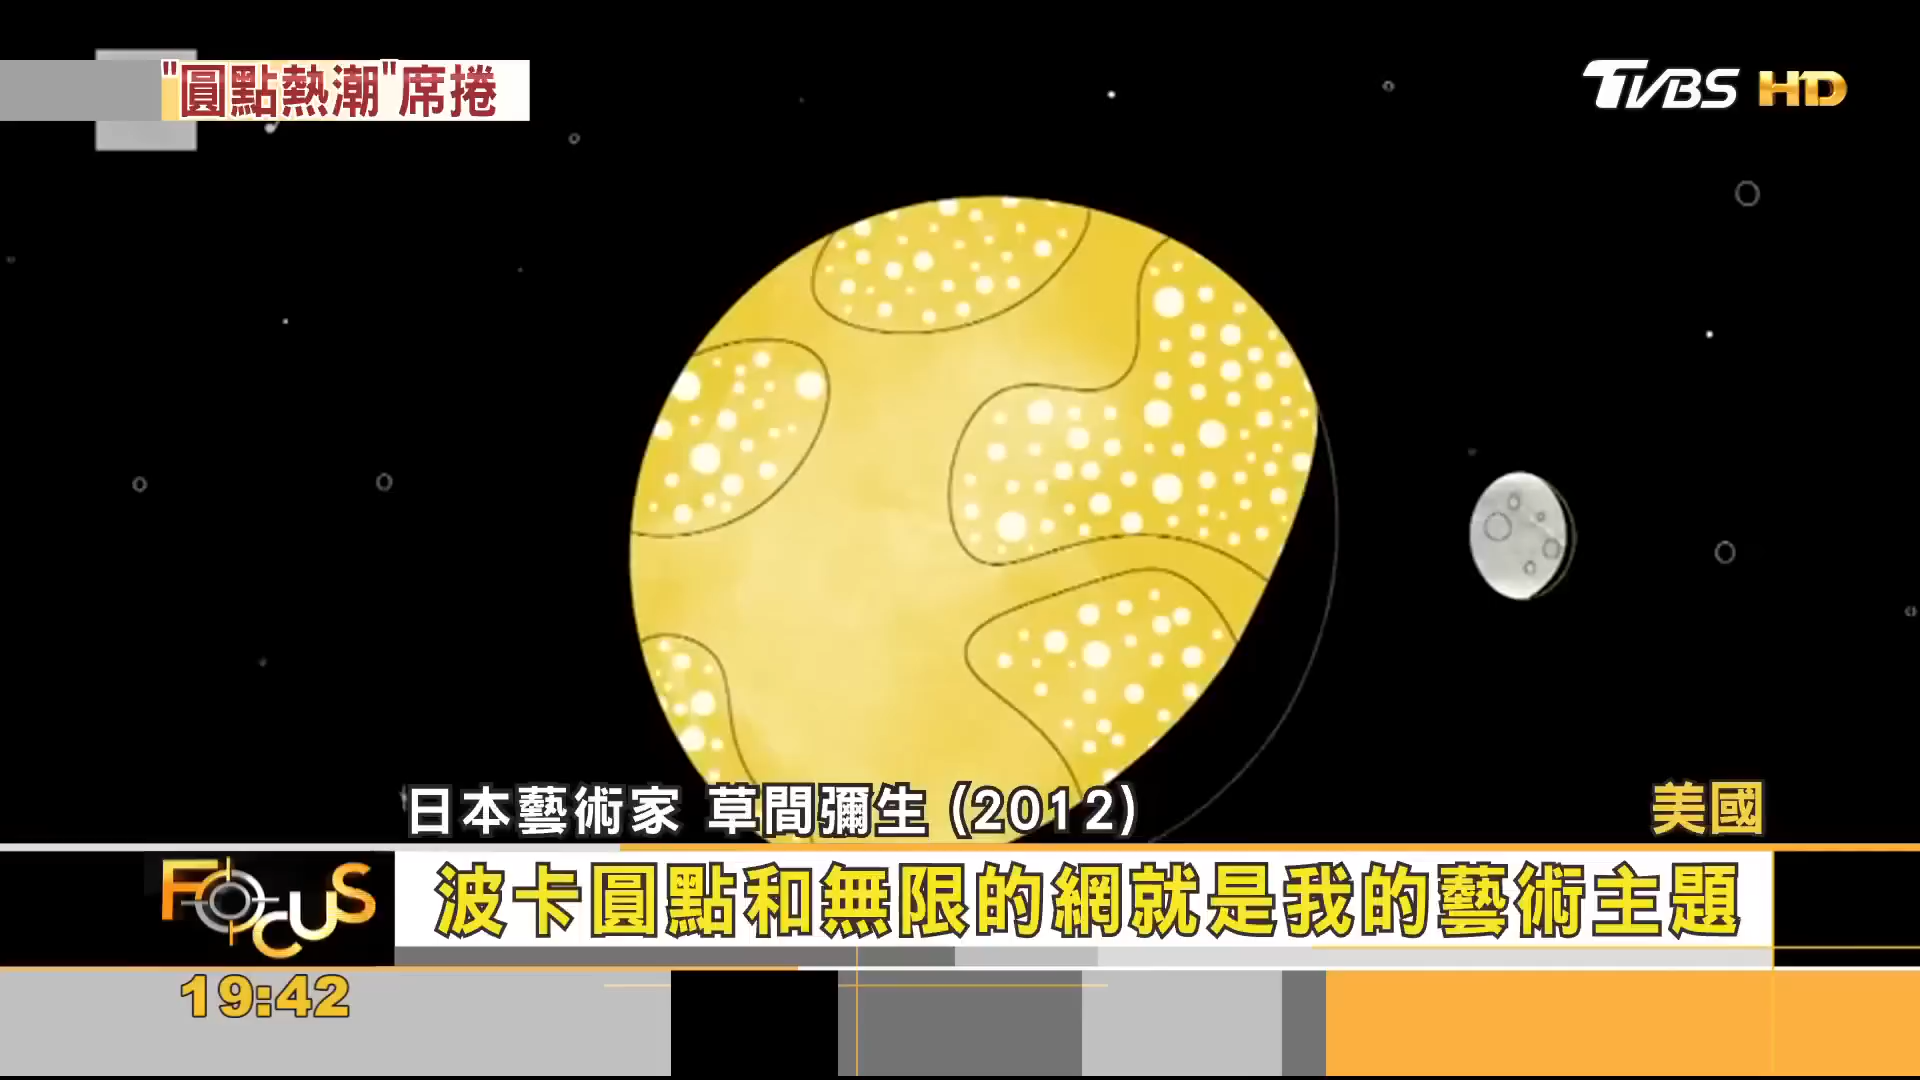 "圓點熱潮"席捲
TVBS HD
日本藝術家 草間彌生 (2012)
美國
FOCUS
波卡圓點和無限的網就是我的藝術主題
19:42